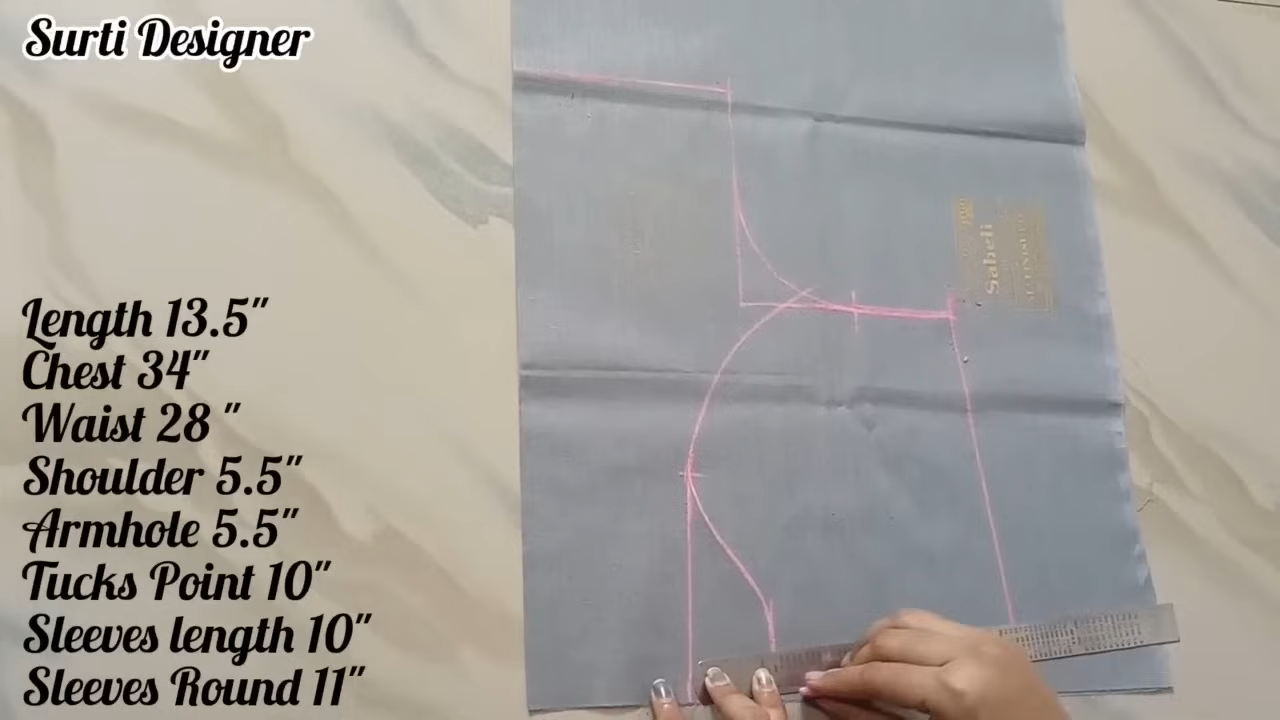 Surti Designer
Length 13.5"
Chest 34"
Waist 28 "
Shoulder 5.5"
Armhole 5.5"
Tucks Point 10"
Sleeves length 10"
Sleeves Round 11"
Sabeli